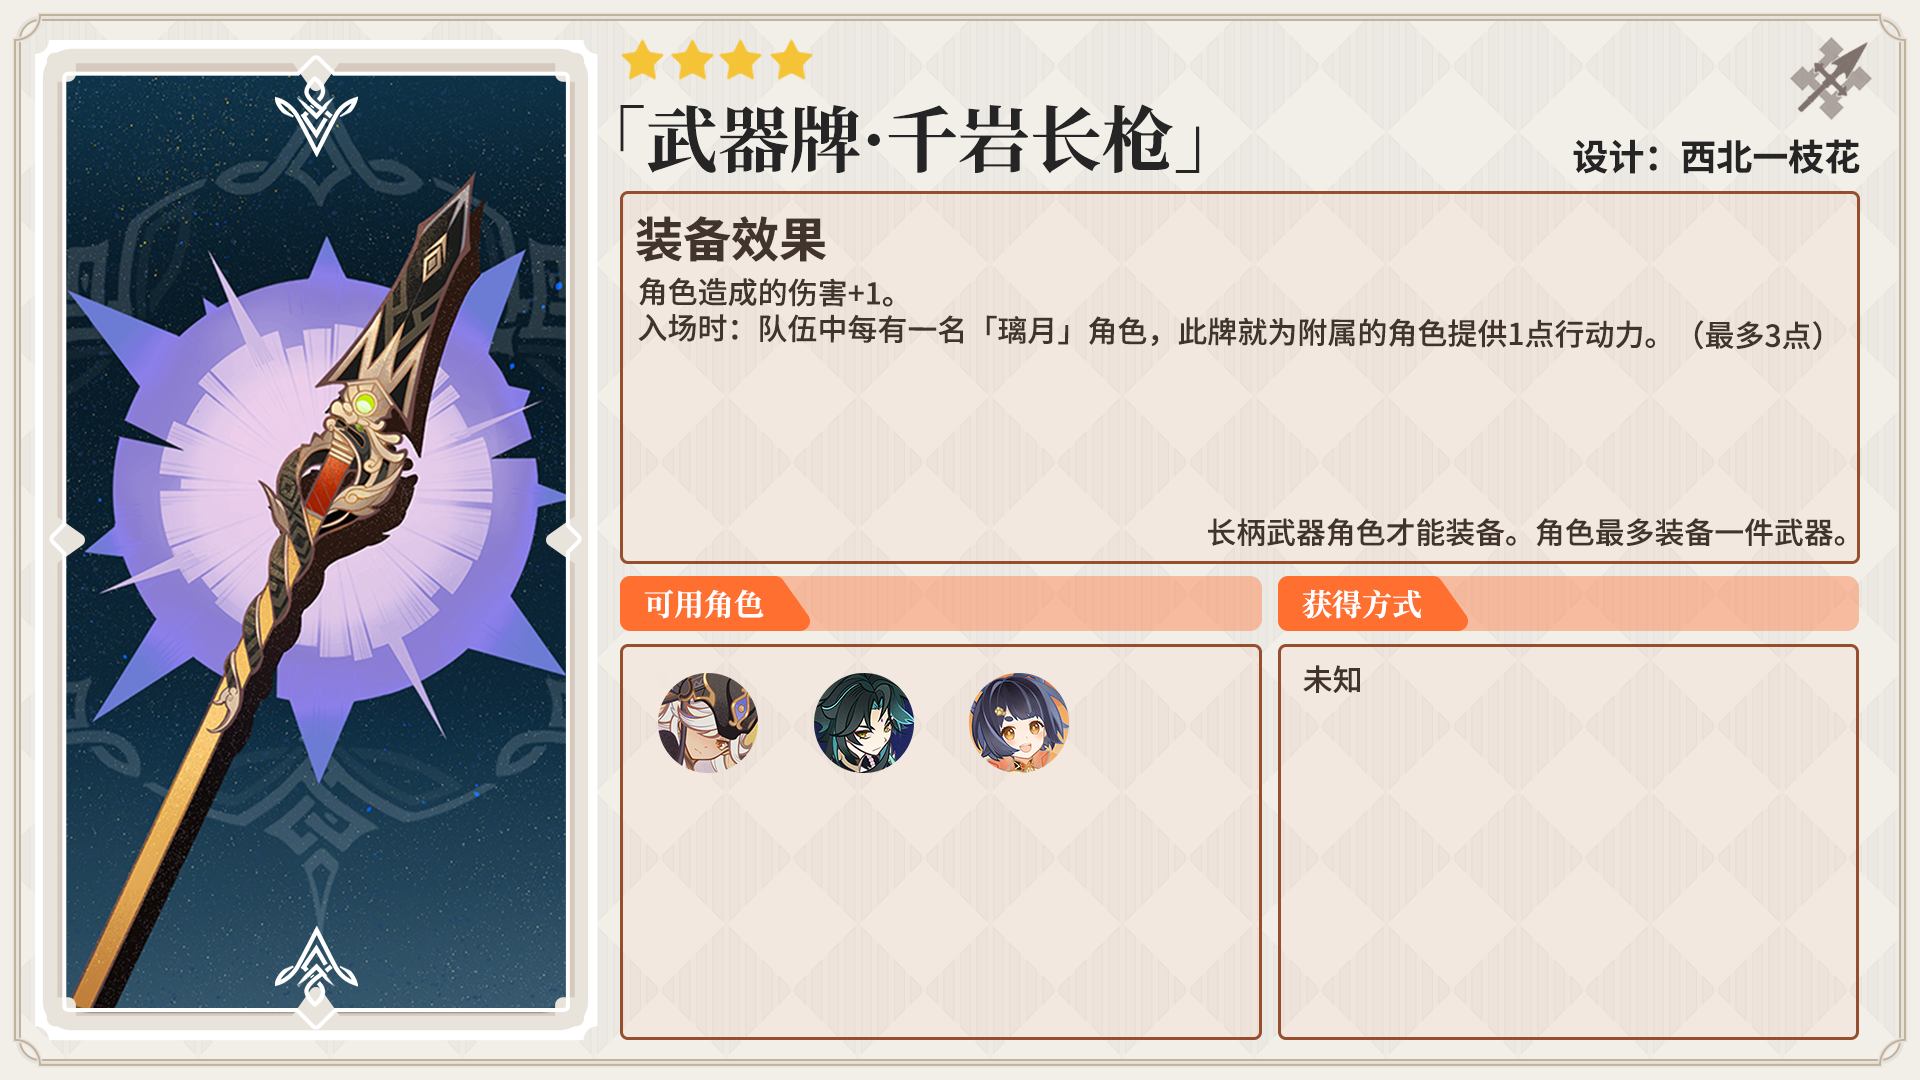 「武器牌·千岩长枪」
设计：西北一枝花
装备效果
角色造成的伤害+1。
入场时：队伍中每有一名「璃月」角色，此牌就为附属的角色提供1点行动力。（最多3点）
长柄武器角色才能装备。角色最多装备一件武器。
可用角色
获得方式
未知